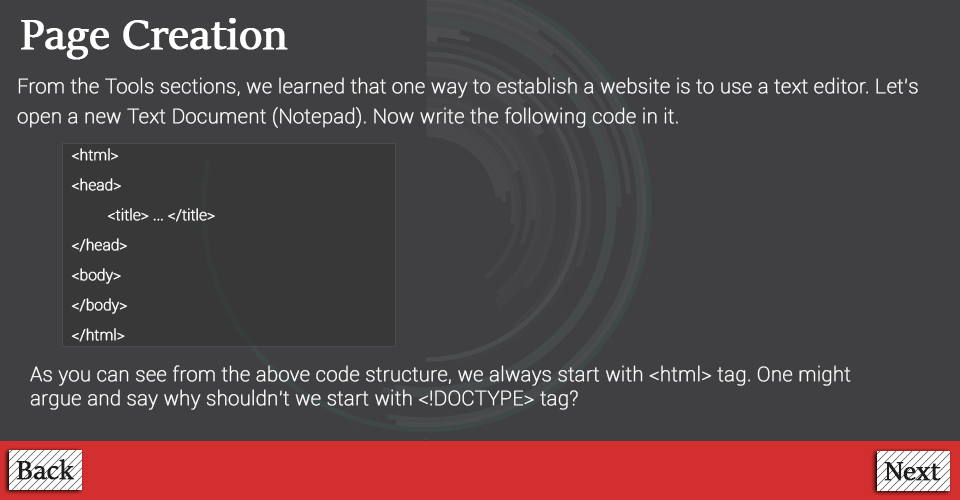 Page Creation
From the Tools sections, we learned that one way to establish a website is to use a text editor. Let's
open a new Text Document (Notepad). Now write the following code in it.
<html>
<head>
<title> ... </title>
</head>
<body>
</body>
</html>
As you can see from the above code structure, we always start with <html> tag. One might
argue and say why shouldn't we start with <!DOCTYPE> tag?
Back
Next